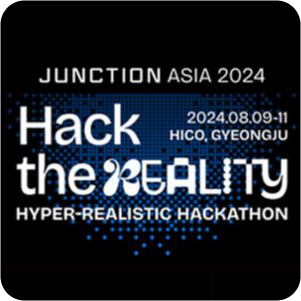 JUNCTION ASIA 2024
Hack
2024.08.09-11
HICO, GYEONGJU
the REALITY
HYPER-REALISTIC HACKATHON